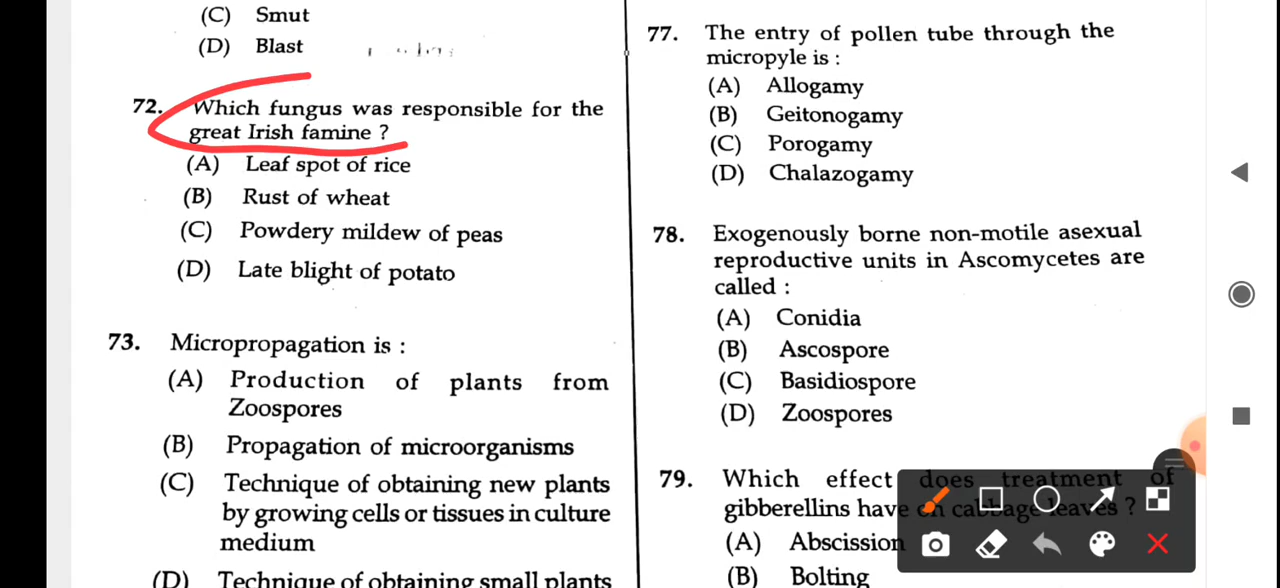 (C) Smut
(D) Blast
72. Which fungus was responsible for the
great Irish famine ?
(A) Leaf spot of rice
(B) Rust of wheat
(C) Powdery mildew of peas
(D) Late blight of potato
73. Micropropagation is :
(A) Production of plants from
Zoospores
(B) Propagation of microorganisms
(C) Technique of obtaining new plants
by growing cells or tissues in culture
medium
(D) Technique of obtaining small plants
77. The entry of pollen tube through the
micropyle is :
(A) Allogamy
(B) Geitonogamy
(C) Porogamy
(D) Chalazogamy
78. Exogenously borne non-motile asexual
reproductive units in Ascomycetes are
called :
(A) Conidia
(B) Ascospore
(C) Basidiospore
(D) Zoospores
79. Which effect does treatment of
gibberellins have on cabbage leaves ?
(A) Abscission
(B) Bolting